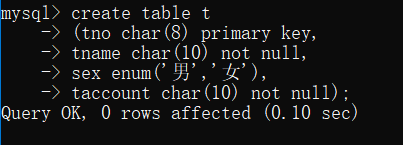 mysql> create table t
-> (tno char(8) primary key,
-> tname char(10) not null,
-> sex enum('男','女'),
-> taccount char(10) not null);
Query OK, 0 rows affected (0.10 sec)